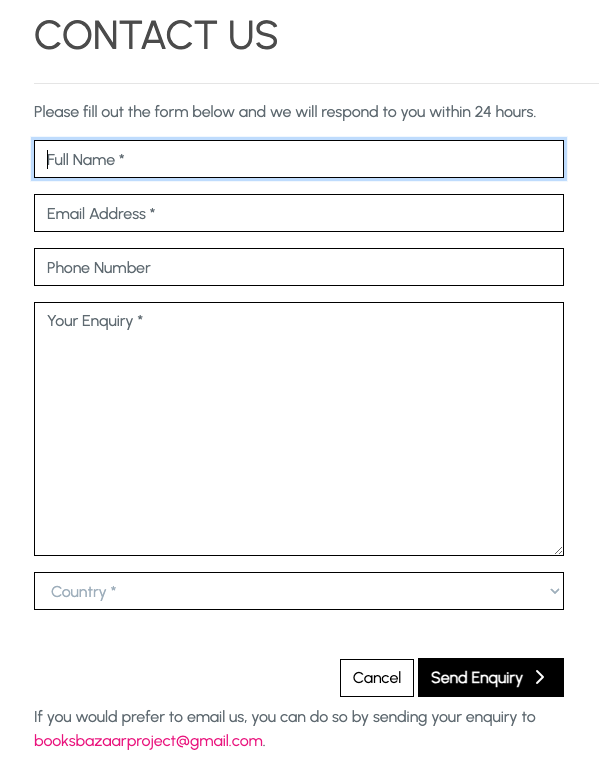 CONTACT US
Please fill out the form below and we will respond to you within 24 hours.
Full Name *
Email Address *
Phone Number
Your Enquiry *
Country *
Cancel
Send Enquiry
If you would prefer to email us, you can do so by sending your enquiry to
booksbazaarproject@gmail.com.